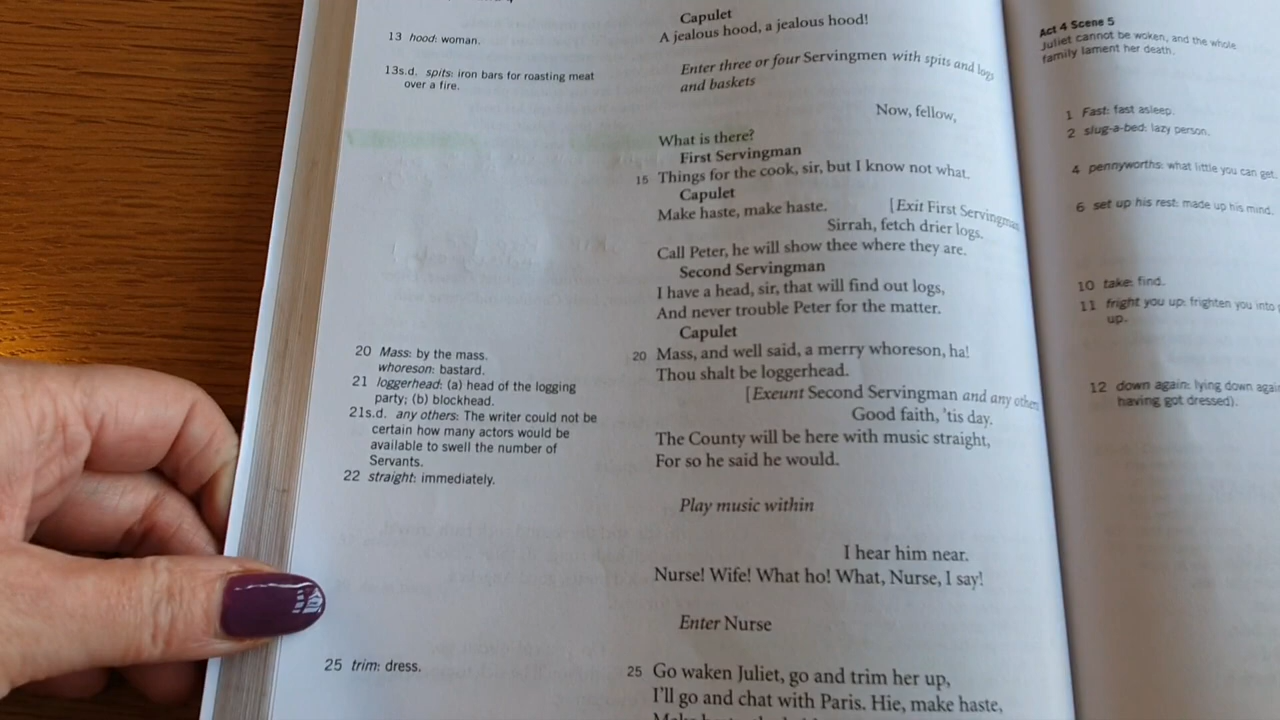 13 hood: woman.
13s.d. spits: iron bars for roasting meat
over a fire.
20 Mass: by the mass.
whoreson: bastard.
21 loggerhead: (a) head of the logging
party; (b) blockhead.
21s.d. any others: The writer could not be
certain how many actors would be
available to swell the number of
Servants.
22 straight: immediately.
25 trim: dress.
Capulet
A jealous hood, a jealous hood!
Enter three or four Servingmen with spits and logs
and baskets
Now, fellow,
What is there?
First Servingman
15 Things for the cook, sir, but I know not what.
Capulet
Make haste, make haste. [Exit First Servingman
Sirrah, fetch drier logs.
Call Peter, he will show thee where they are.
Second Servingman
I have a head, sir, that will find out logs,
And never trouble Peter for the matter.
Capulet
20 Mass, and well said, a merry whoreson, ha!
Thou shalt be loggerhead.
[Exeunt Second Servingman and any others
Good faith, 'tis day.
The County will be here with music straight,
For so he said he would.
Play music within
I hear him near.
Nurse! Wife! What ho! What, Nurse, I say!
Enter Nurse
25 Go waken Juliet, go and trim her up,
I'll go and chat with Paris. Hie, make haste,
Act 4 Scene 5
Juliet cannot be woken, and the whole
family lament her death.
1 Fast: fast asleep.
2 slug-a-bed: lazy person.
4 pennyworths: what little you can get.
6 set up his rest: made up his mind.
10 take: find.
11 fright you up: frighten you into
up.
12 down again: lying down again
having got dressed).